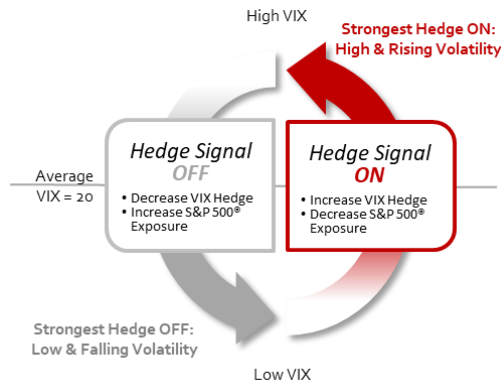 High VIX
Strongest Hedge ON:
High & Rising Volatility
Hedge Signal
OFF
• Decrease VIX Hedge
• Increase S&P 500®
Exposure
Hedge Signal
ON
• Increase VIX Hedge
• Decrease S&P 500®
Exposure
Average
VIX = 20
Strongest Hedge OFF:
Low & Falling Volatility
Low VIX